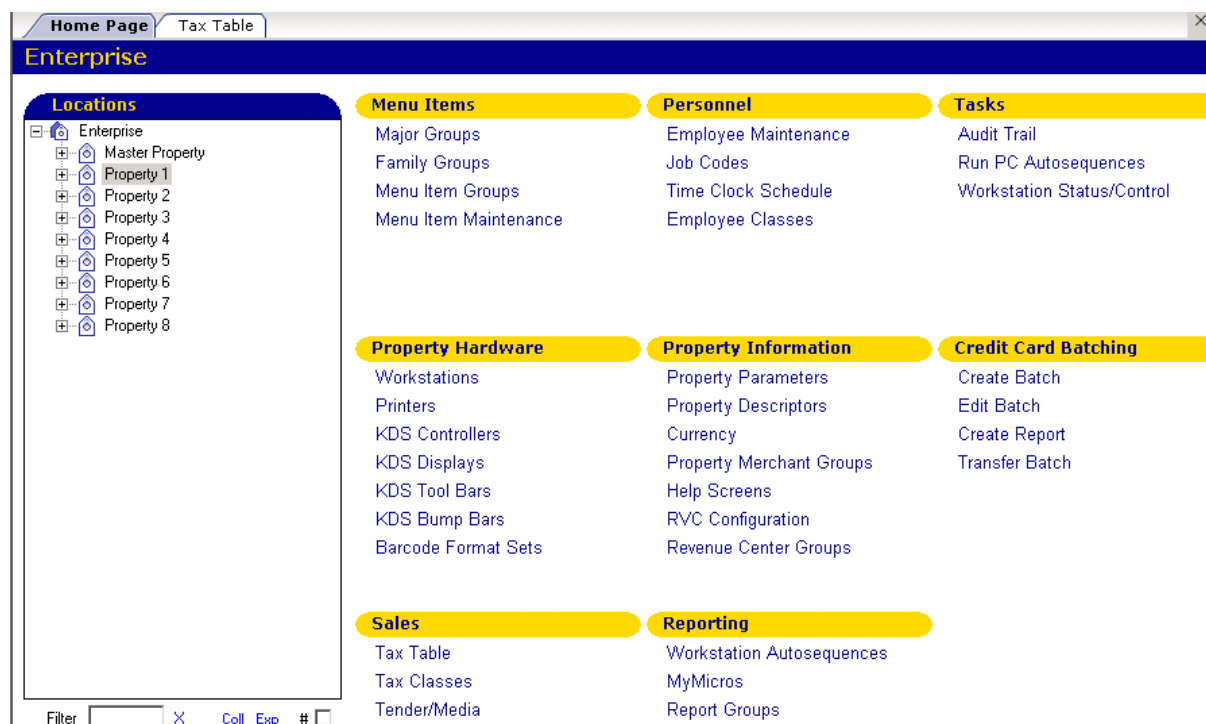 Home Page
Tax Table
Enterprise
Locations
Enterprise
Master Property
Property 1
Property 2
Property 3
Property 4
Property 5
Property 6
Property 7
Property 8
Filter
X
Coll
Exp
#
Menu Items
Major Groups
Family Groups
Menu Item Groups
Menu Item Maintenance
Personnel
Employee Maintenance
Job Codes
Time Clock Schedule
Employee Classes
Tasks
Audit Trail
Run PC Autosequences
Workstation Status/Control
Property Hardware
Workstations
Printers
KDS Controllers
KDS Displays
KDS Tool Bars
KDS Bump Bars
Barcode Format Sets
Property Information
Property Parameters
Property Descriptors
Currency
Property Merchant Groups
Help Screens
RVC Configuration
Revenue Center Groups
Credit Card Batching
Create Batch
Edit Batch
Create Report
Transfer Batch
Sales
Tax Table
Tax Classes
Tender/Media
Reporting
Workstation Autosequences
MyMicros
Report Groups